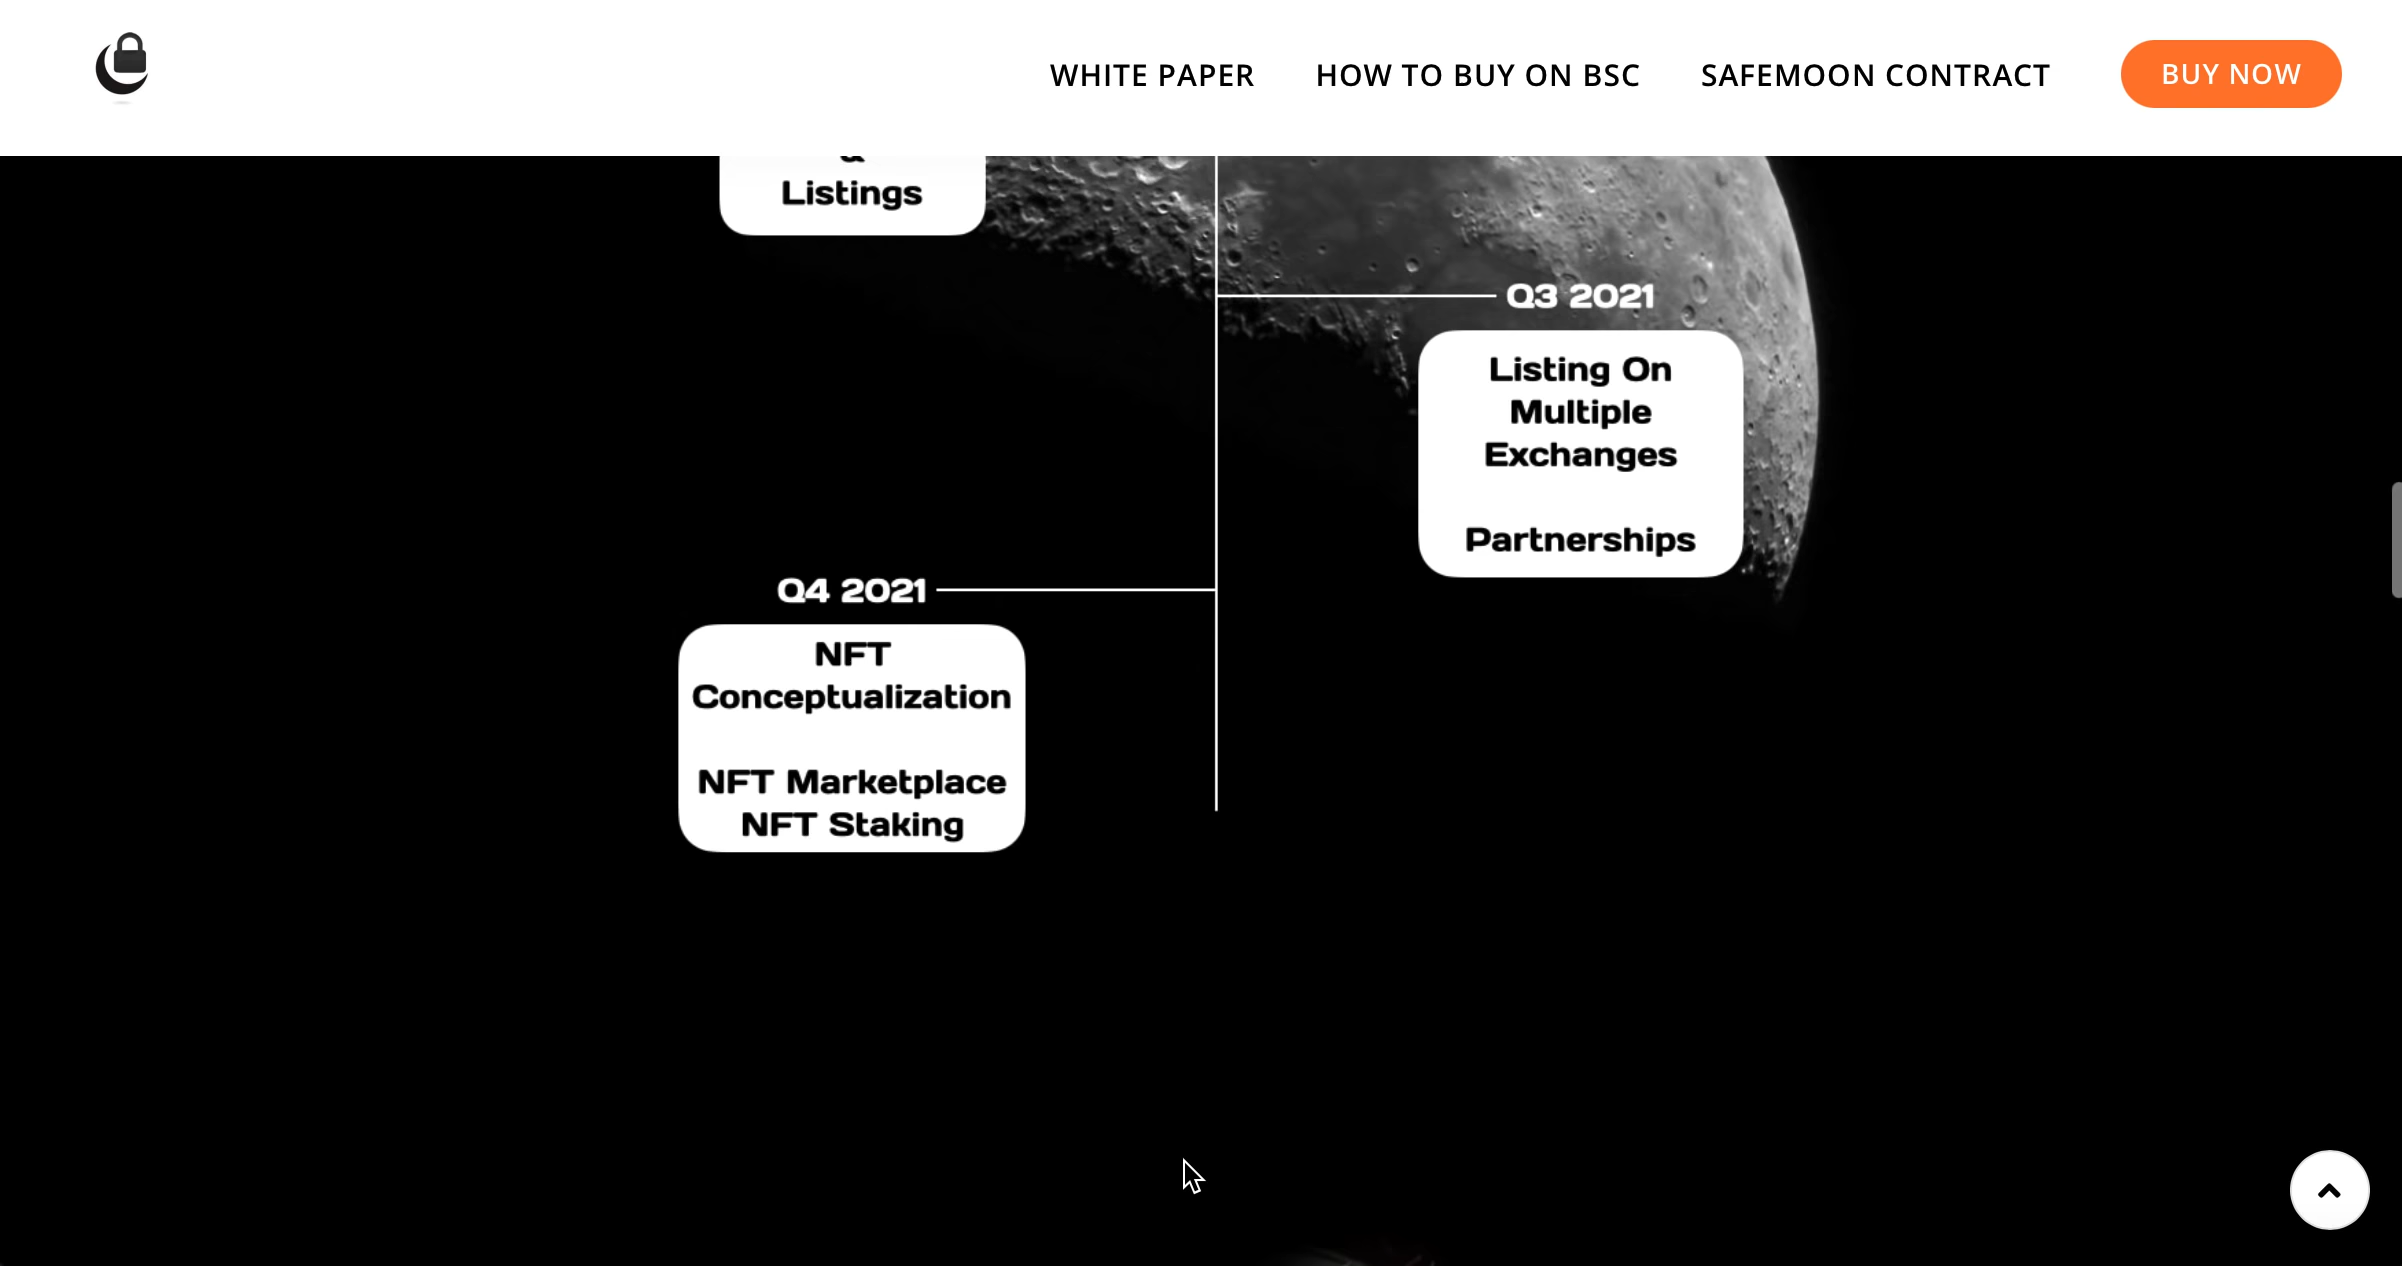 WHITE PAPER
HOW TO BUY ON BSC
SAFEMOON CONTRACT
BUY NOW
Listings
Q3 2021
Listing On
Multiple
Exchanges
Partnerships
Q4 2021
NFT
Conceptualization
NFT Marketplace
NFT Staking